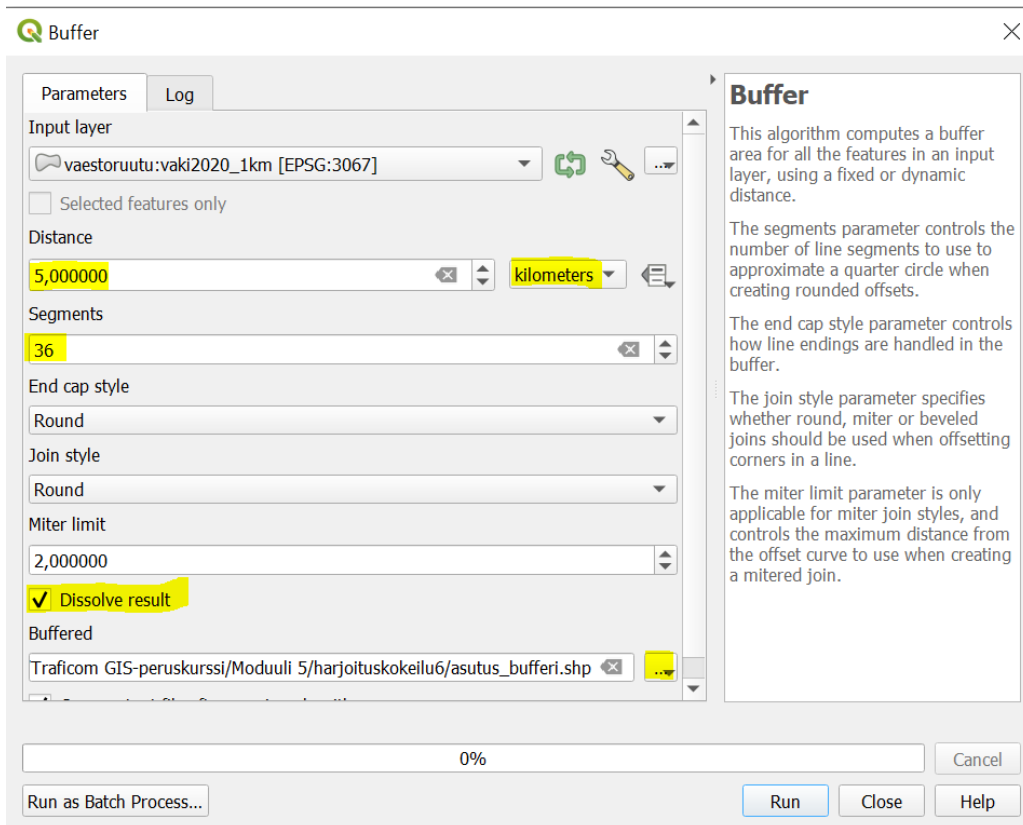 Buffer
Parameters
Log
Input layer
vaestoruutu:vaki2020_1km [EPSG:3067]
Selected features only
Distance
5,000000
kilometers
Segments
36
End cap style
Round
Join style
Round
Miter limit
2,000000
Dissolve result
Buffered
Traficom GIS-peruskurssi/Moduuli 5/harjoituskokeilu6/asutus_bufferi.shp
Buffer
This algorithm computes a buffer
area for all the features in an input
layer, using a fixed or dynamic
distance.
The segments parameter controls the
number of line segments to use to
approximate a quarter circle when
creating rounded offsets.
The end cap style parameter controls
how line endings are handled in the
buffer.
The join style parameter specifies
whether round, miter or beveled
joins should be used when offsetting
corners in a line.
The miter limit parameter is only
applicable for miter join styles, and
controls the maximum distance from
the offset curve to use when creating
a mitered join.
0%
Cancel
Run as Batch Process...
Run
Close
Help